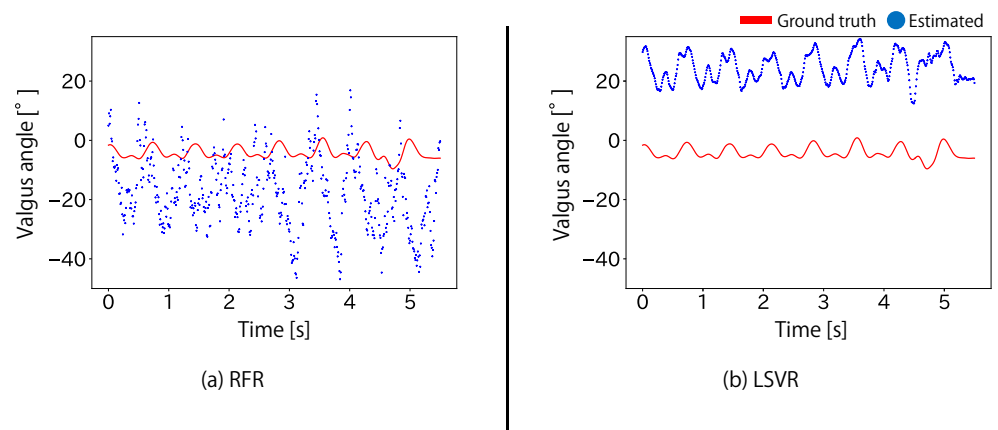 Ground truth
Estimated
Valgus angle [°]
20
0
−20
−40
0 1 2 3 4 5
Time [s]
(a) RFR
Valgus angle [°]
20
0
−20
−40
0 1 2 3 4 5
Time [s]
(b) LSVR